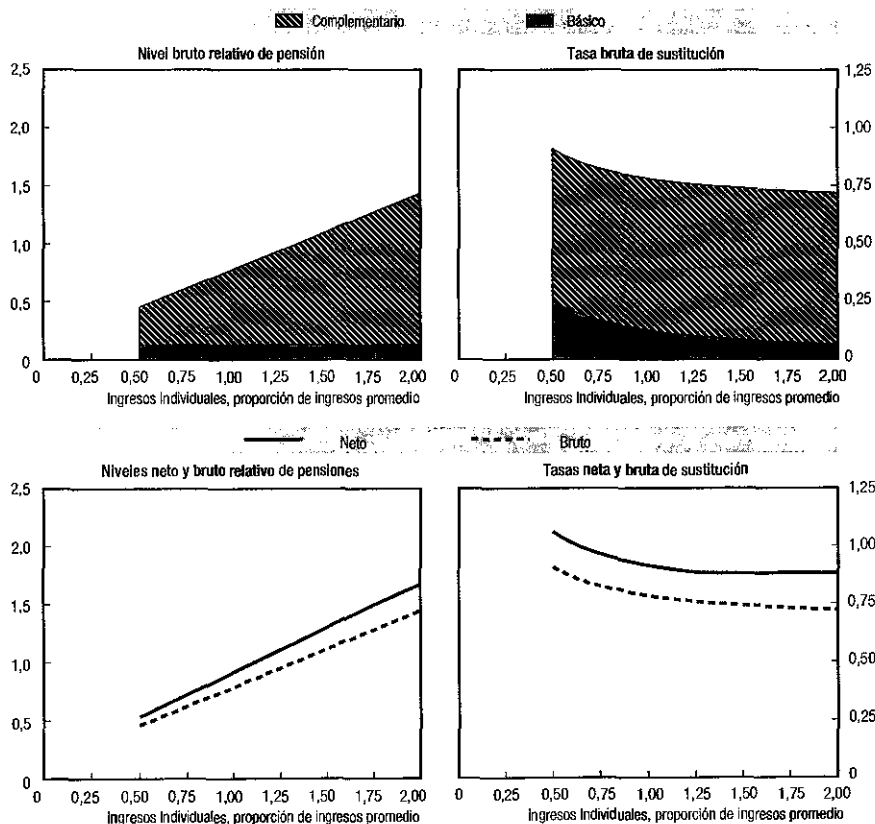 Complementario Básico
Nivel bruto relativo de pensión
2,5
2,0
1,5
1,0
0,5
0
0 0,25 0,50 0,75 1,00 1,25 1,50 1,75 2,00
Ingresos Individuales, proporción de ingresos promedio
Tasa bruta de sustitución
1,25
1,00
0,75
0,50
0,25
0
0 0,25 0,50 0,75 1,00 1,25 1,50 1,75 2,00
Ingresos Individuales, proporción de ingresos promedio
Neto Bruto
Niveles neto y bruto relativo de pensiones
2,5
2,0
1,5
1,0
0,5
0
0 0,25 0,50 0,75 1,00 1,25 1,50 1,75 2,00
Ingresos Individuales, proporción de ingresos promedio
Tasas neta y bruta de sustitución
1,25
1,00
0,75
0,50
0,25
0
0 0,25 0,50 0,75 1,00 1,25 1,50 1,75 2,00
Ingresos Individuales, proporción de ingresos promedio